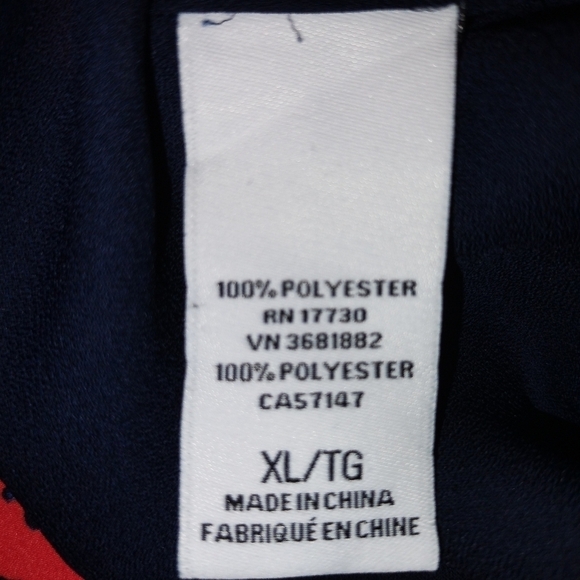 100% POLYESTER
RN 17730
VN 3681882
100% POLYESTER
CA57147
XL/TG
MADE IN CHINA
FABRIQUÉ EN CHINE